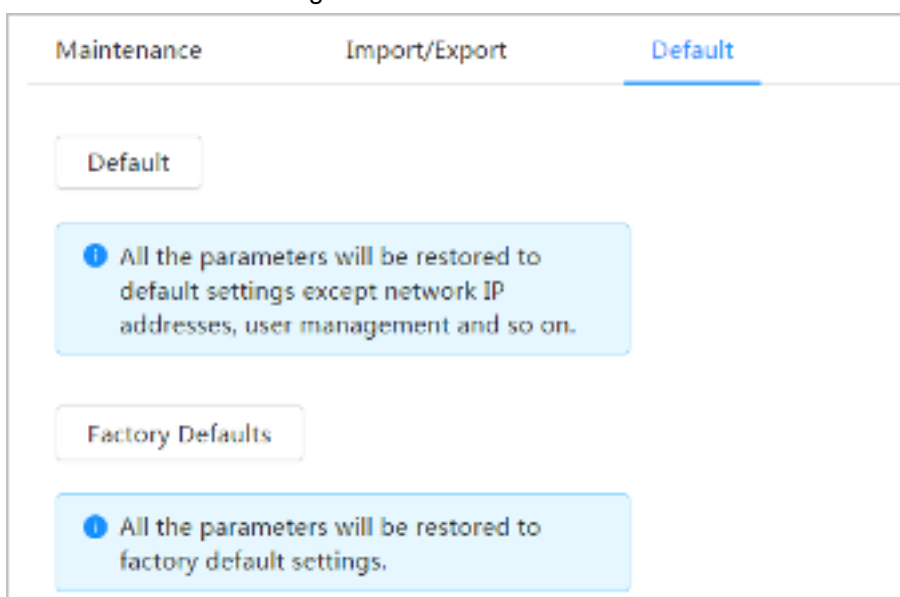 Maintenance Import/Export Default
Default
All the parameters will be restored to
default settings except network IP
addresses, user management and so on.
Factory Defaults
All the parameters will be restored to
factory default settings.